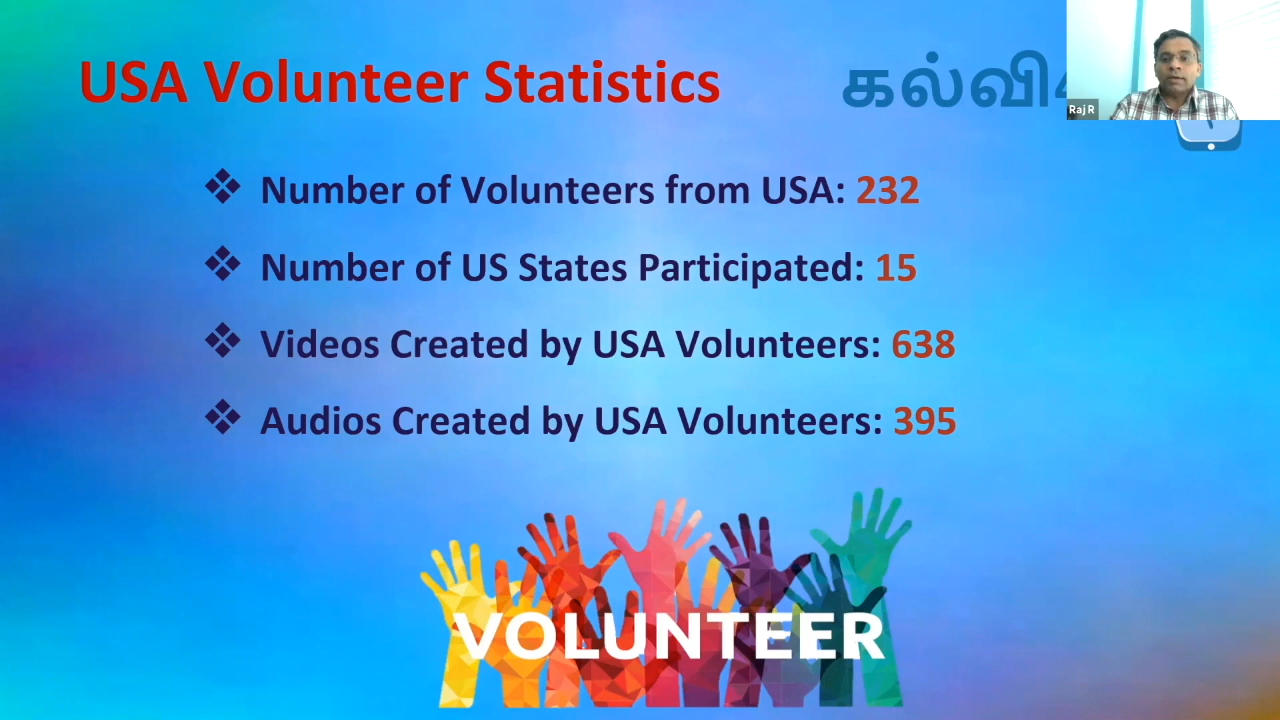 USA Volunteer Statistics
Raj R
❖ Number of Volunteers from USA: 232
❖ Number of US States Participated: 15
❖ Videos Created by USA Volunteers: 638
❖ Audios Created by USA Volunteers: 395
VOLUNTEER